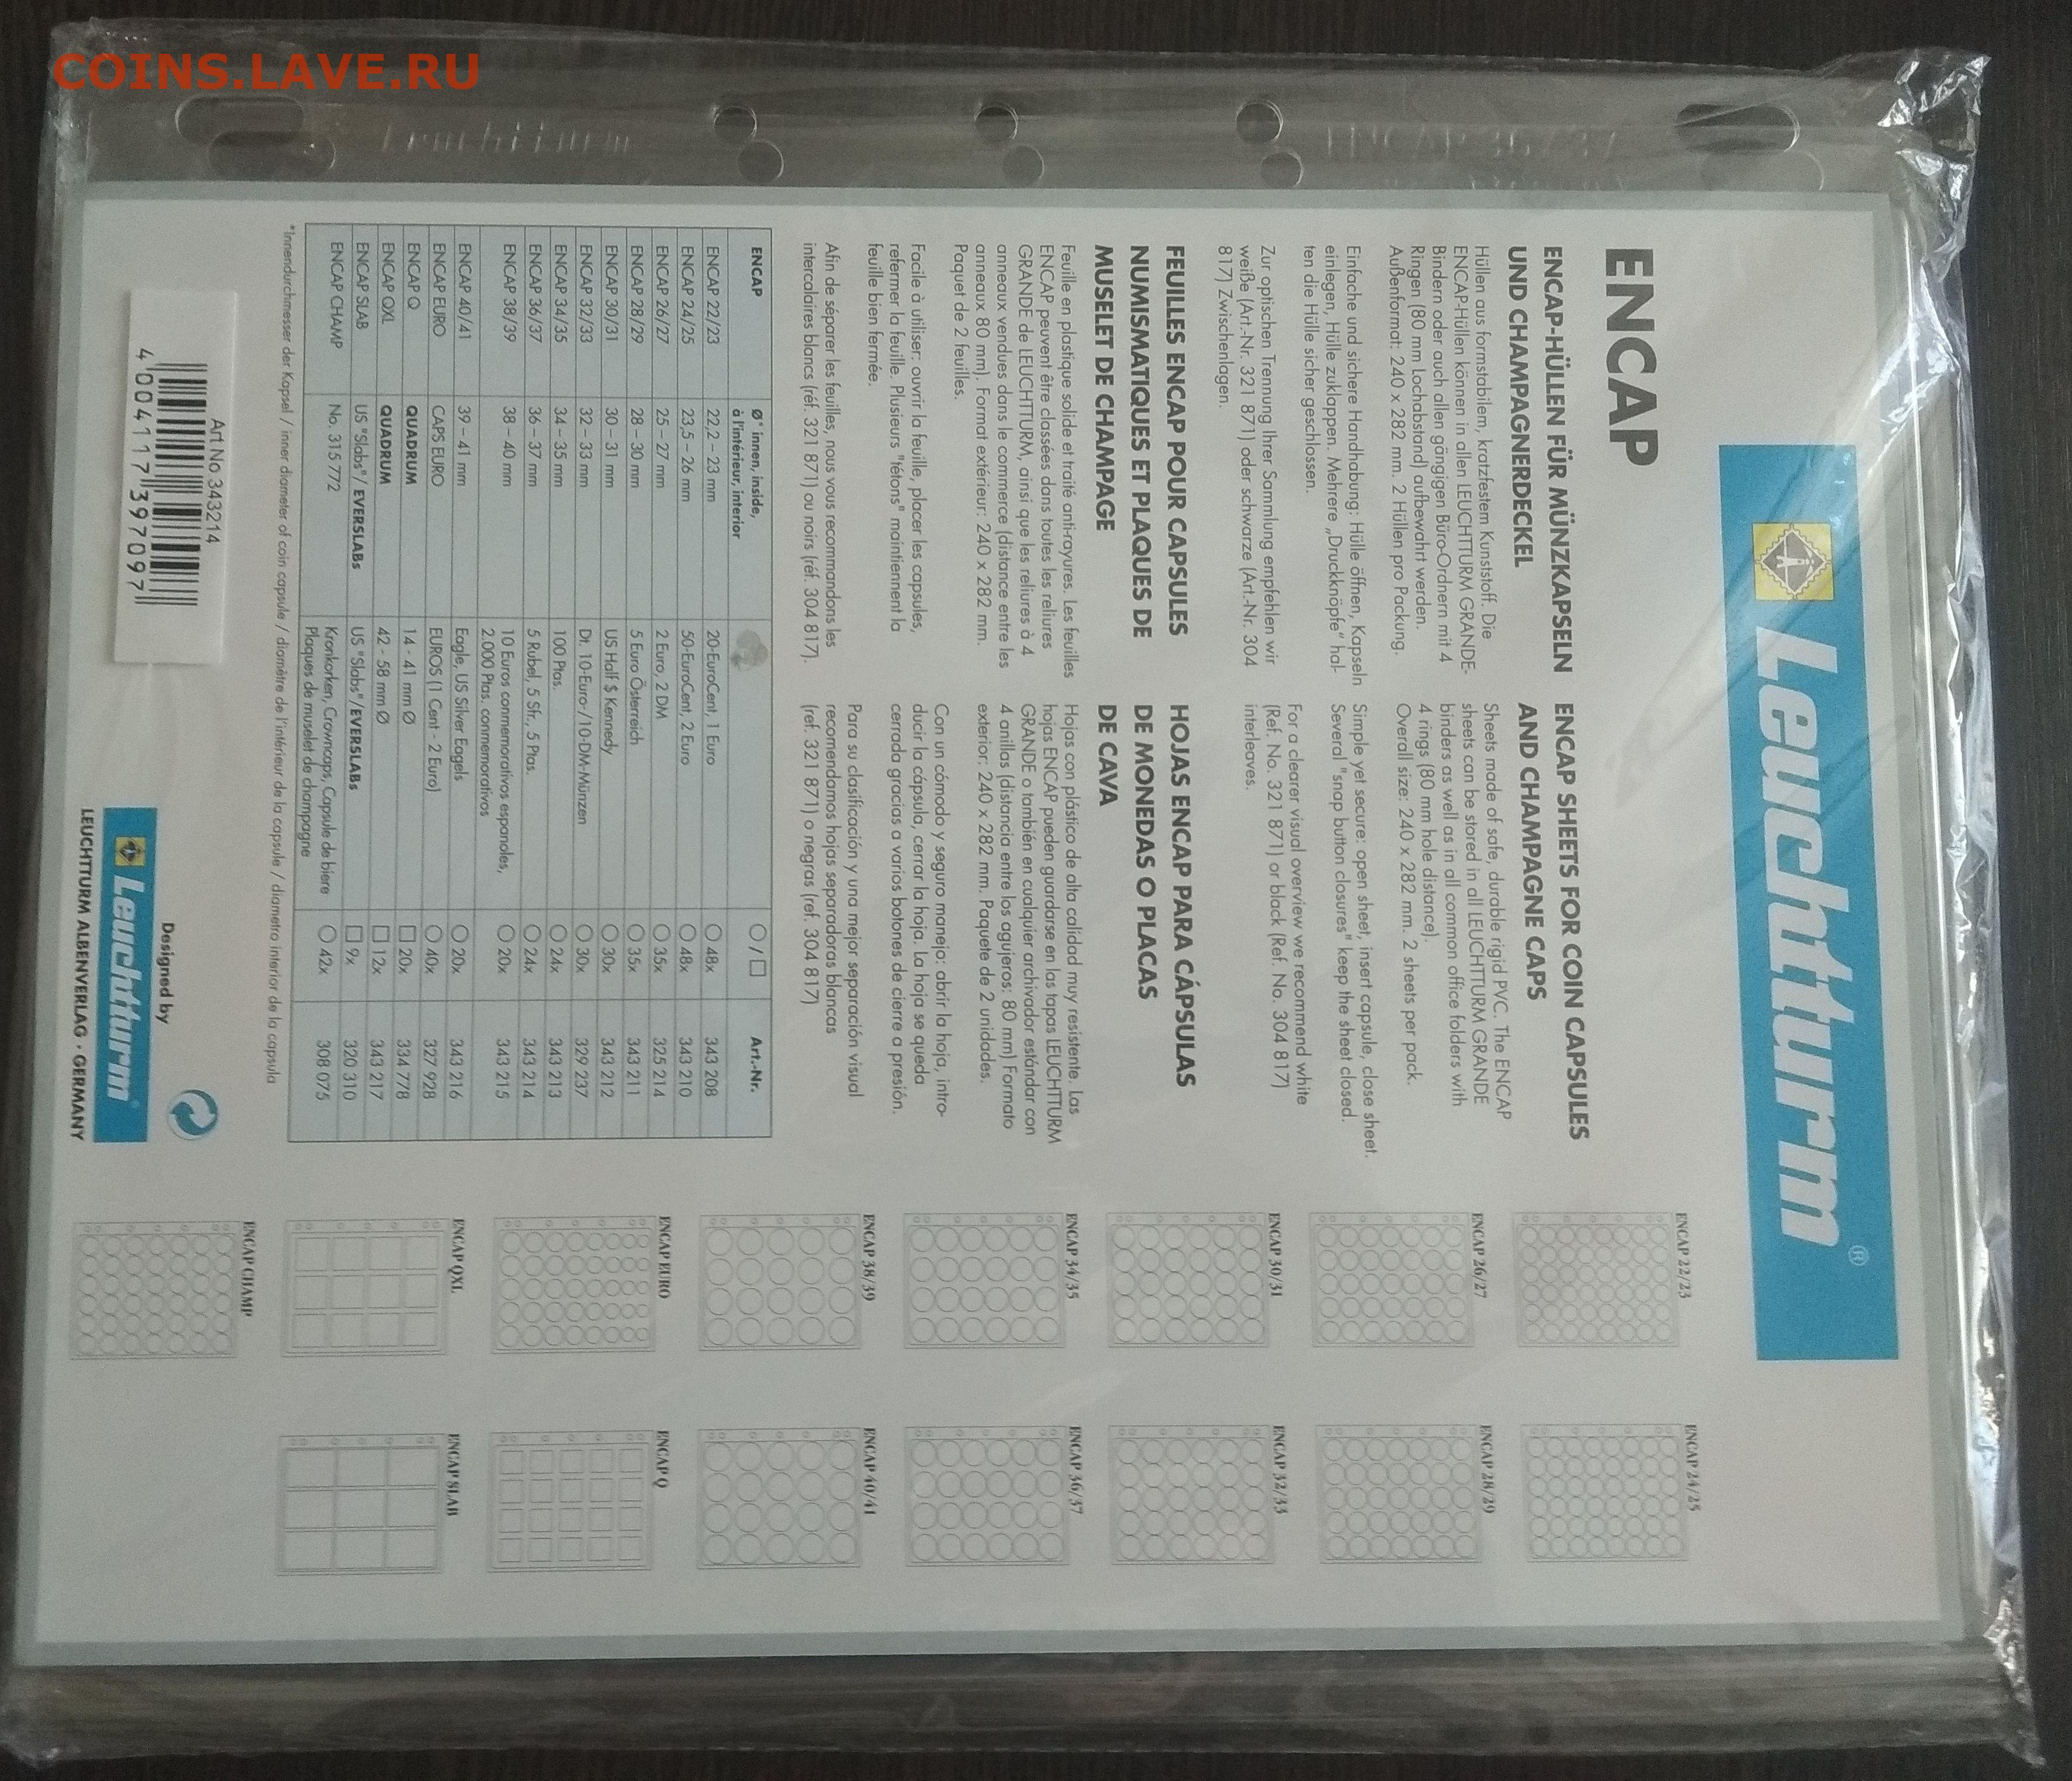 COINS.LAVE.RU
Leuchtturm
ENCAP 36/37
Leuchtturm®
ENCAP
ENCAP-HÜLLEN FÜR MÜNZKAPSELN
UND CHAMPAGNERDECKEL
Hüllen aus formstabilem, kratzfestem Kunststoff. Die
ENCAP-Hüllen können in allen LEUCHTTURM GRANDE-
Bindern oder auch allen gängigen Büro-Ordnern mit 4
Ringen (80 mm Lochabstand) aufbewahrt werden.
Außenformat: 240 x 282 mm. 2 Hüllen pro Packung.
Einfache und sichere Handhabung: Hülle öffnen, Kapseln
einlegen, Hülle zuklappen. Mehrere „Druckknöpfe“ hal-
ten die Hülle sicher geschlossen.
Zur optischen Trennung Ihrer Sammlung empfehlen wir
weiße (Art.-Nr. 321 871) oder schwarze (Art.-Nr. 304
817) Zwischenlagen.
ENCAP SHEETS FOR COIN CAPSULES
AND CHAMPAGNE CAPS
Sheets made of safe, durable rigid PVC. The ENCAP
sheets can be stored in all LEUCHTTURM GRANDE
binders as well as in all common office folders with
4 rings (80 mm hole distance).
Overall size: 240 x 282 mm. 2 sheets per pack.
Simple yet secure: open sheet, insert capsule, close sheet.
Several "snap button closures" keep the sheet closed.
For a clearer visual overview we recommend white
(Ref. No. 321 871) or black (Ref. No. 304 817)
interleaves.
FEUILLES ENCAP POUR CAPSULES
NUMISMATIQUES ET PLAQUES DE
MUSELET DE CHAMPAGE
Feuille en plastique solide et traité anti-rayures. Les feuilles
ENCAP peuvent être classées dans toutes les reliures
GRANDE de LEUCHTTURM, ainsi que les reliures à 4
anneaux vendues dans le commerce (distance entre les
anneaux 80 mm). Format extérieur: 240 x 282 mm.
Paquet de 2 feuilles.
Facile à utiliser: ouvrir la feuille, placer les capsules,
refermer la feuille. Plusieurs "tétons" maintiennent la
feuille bien fermée.
Afin de séparer les feuilles, nous vous recommandons les
intercalaires blancs (réf. 321 871) ou noirs (réf. 304 817).
HOJAS ENCAP PARA CÁPSULAS
DE MONEDAS O PLACAS
DE CAVA
Hojas con plástico de alta calidad muy resistente. Las
hojas ENCAP pueden guardarse en las tapas LEUCHTTURM
GRANDE o también en cualquier archivador estándar con
4 anillas (distancia entre los agujeros: 80 mm) Formato
exterior: 240 x 282 mm. Paquete de 2 unidades.
Con un cómodo y seguro manejo: abrir la hoja, intro-
ducir la cápsula, cerrar la hoja. La hoja se queda
cerrada gracias a varios botones de cierre a presión.
Para su clasificación y una mejor separación visual
recomendamos hojas separadoras blancas
(ref. 321 871) o negras (ref. 304 817)
ENCAP Ø* innen, inside, à l'intérieur, interior ○ / □ Art.-Nr.
ENCAP 22/23 22,2 – 23 mm 20-EuroCent, 1 Euro ○ 48x 343 208
ENCAP 24/25 23,5 – 26 mm 50-EuroCent, 2 Euro ○ 48x 343 210
ENCAP 26/27 25 – 27 mm 2 Euro, 2 DM ○ 35x 325 214
ENCAP 28/29 28 – 30 mm 5 Euro Österreich ○ 35x 343 211
ENCAP 30/31 30 – 31 mm US Half $ Kennedy ○ 30x 343 212
ENCAP 32/33 32 – 33 mm Dt. 10-Euro-/10-DM-Münzen ○ 30x 329 237
ENCAP 34/35 34 – 35 mm 100 Ptas. ○ 24x 343 213
ENCAP 36/37 36 – 37 mm 5 Rubel, 5 Sfr., 5 Ptas. ○ 24x 343 214
ENCAP 38/39 38 – 40 mm 10 Euros conmemorativos espanoles, ○ 20x 343 215
2.000 Ptas. conmemorativos
ENCAP 40/41 39 – 41 mm Eagle, US Silver Eagels ○ 20x 343 216
ENCAP EURO CAPS EURO EUROS (1 Cent - 2 Euro) ○ 40x 327 928
ENCAP Q QUADRUM 14 - 41 mm Ø □ 20x 334 778
ENCAP QXL QUADRUM 42 - 58 mm Ø □ 12x 343 217
ENCAP SLAB US "Slabs"/ EVERSLABs US "Slabs"/EVERSLABs □ 9x 320 310
ENCAP CHAMP No. 315 772 Kronkorken, Crowncaps, Capsule de biere ○ 42x 308 075
Plaques de muselet de champagne
*Innendurchmesser der Kapsel / inner diameter of coin capsule / diamètre de l'intérieur de la capsule / diametro interior de la capsula
Art No 343214
4 004117 397097
Designed by
Leuchtturm®
LEUCHTTURM ALBENVERLAG · GERMANY
ENCAP 22/23
ENCAP 24/25
ENCAP 26/27
ENCAP 28/29
ENCAP 30/31
ENCAP 32/33
ENCAP 34/35
ENCAP 36/37
ENCAP 38/39
ENCAP 40/41
ENCAP EURO
ENCAP Q
ENCAP QXL
ENCAP SLAB
ENCAP CHAMP